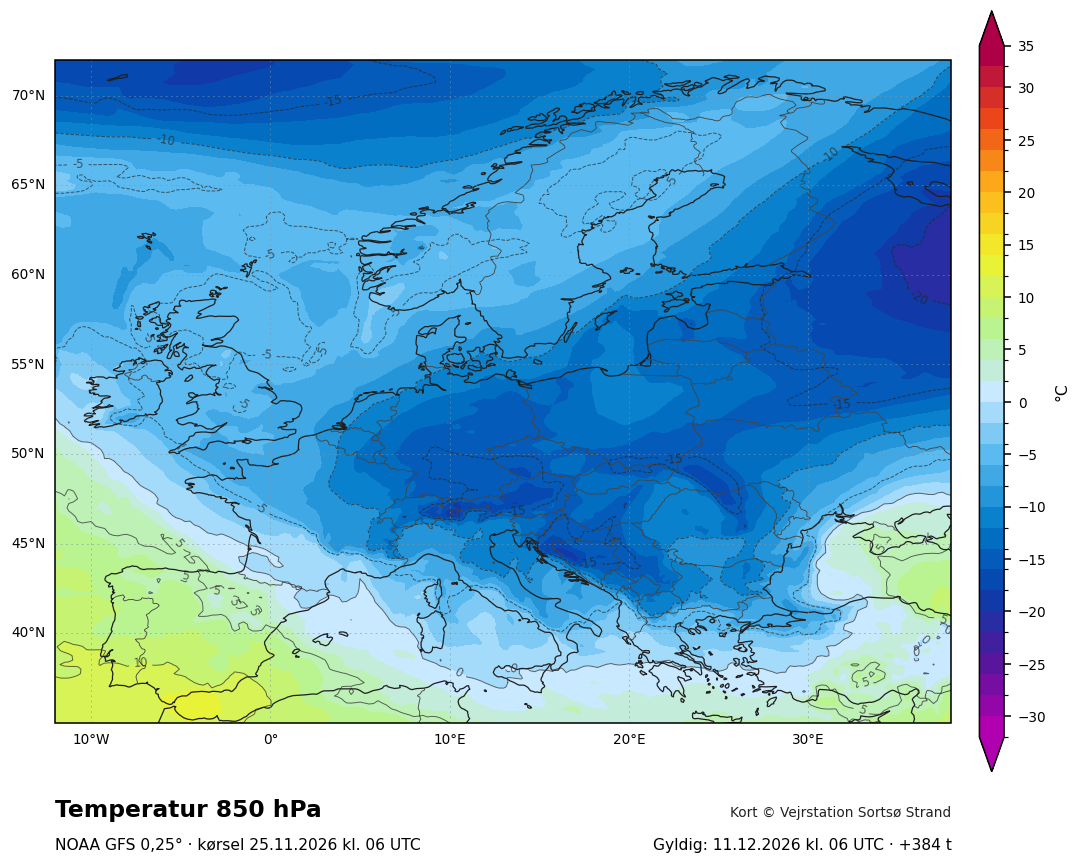 70°N
65°N
60°N
55°N
50°N
45°N
40°N
10°W
0°
10°E
20°E
30°E
35
30
25
20
15
10
5
0
−5
−10
−15
−20
−25
−30
°C
Temperatur 850 hPa
Kort © Vejrstation Sortsø Strand
NOAA GFS 0,25° · kørsel 25.11.2026 kl. 06 UTC
Gyldig: 11.12.2026 kl. 06 UTC · +384 t